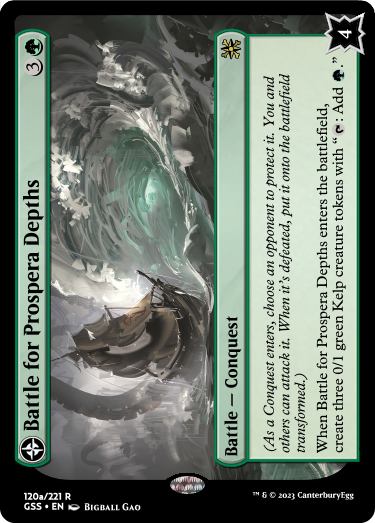 Battle for Prospera Depths 3
Battle — Conquest
(As a Conquest enters, choose an opponent to protect it. You and
others can attack it. When it's defeated, put it onto the battlefield
transformed.)
When Battle for Prospera Depths enters the battlefield,
create three 0/1 green Kelp creature tokens with “: Add .”
4
120a/221 R
GSS • EN BIGBALL GAO
™ & © 2023 CanterburyEgg